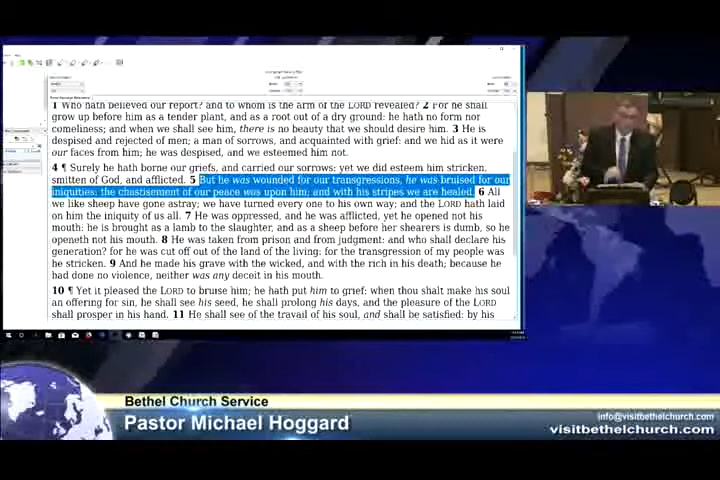 1 Who hath believed our report? and to whom is the arm of the LORD revealed? 2 For he shall
grow up before him as a tender plant, and as a root out of a dry ground: he hath no form nor
comeliness; and when we shall see him, there is no beauty that we should desire him. 3 He is
despised and rejected of men; a man of sorrows, and acquainted with grief: and we hid as it were
our faces from him; he was despised, and we esteemed him not.
4 ¶ Surely he hath borne our griefs, and carried our sorrows: yet we did esteem him stricken,
smitten of God, and afflicted. 5 But he was wounded for our transgressions, he was bruised for our
iniquities: the chastisement of our peace was upon him; and with his stripes we are healed. 6 All
we like sheep have gone astray; we have turned every one to his own way; and the LORD hath laid
on him the iniquity of us all. 7 He was oppressed, and he was afflicted, yet he opened not his
mouth: he is brought as a lamb to the slaughter, and as a sheep before her shearers is dumb, so he
openeth not his mouth. 8 He was taken from prison and from judgment: and who shall declare his
generation? for he was cut off out of the land of the living: for the transgression of my people was
he stricken. 9 And he made his grave with the wicked, and with the rich in his death; because he
had done no violence, neither was any deceit in his mouth.
10 ¶ Yet it pleased the LORD to bruise him; he hath put him to grief: when thou shalt make his soul
an offering for sin, he shall see his seed, he shall prolong his days, and the pleasure of the LORD
shall prosper in his hand. 11 He shall see of the travail of his soul, and shall be satisfied: by his
Bethel Church Service
Pastor Michael Hoggard
info@visitbethelchurch.com
visitbethelchurch.com